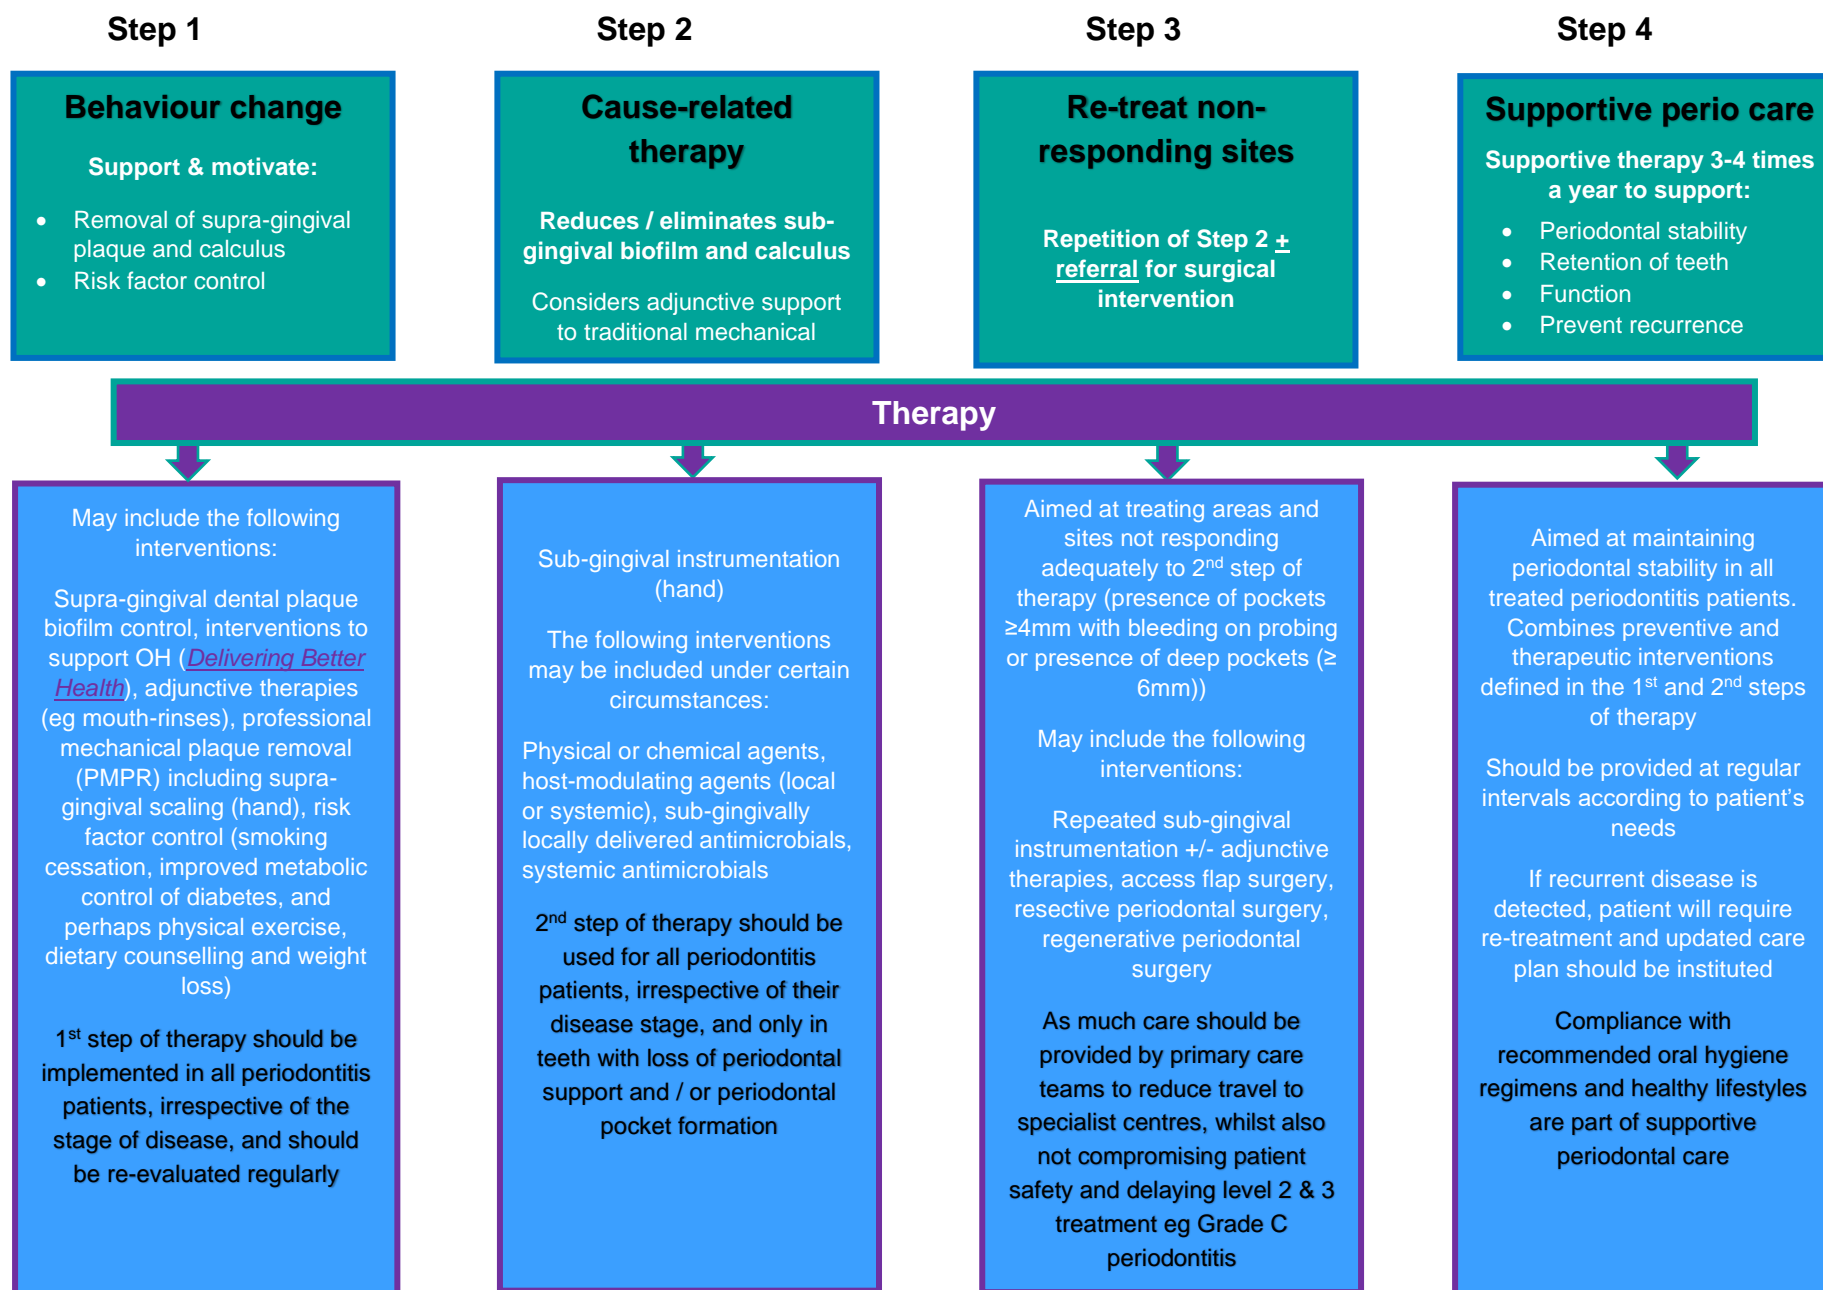 Step 1
Step 2
Step 3
Step 4
Behaviour change
Support & motivate:
• Removal of supra-gingival
plaque and calculus
• Risk factor control
Cause-related
therapy
Reduces / eliminates sub-
gingival biofilm and calculus
Considers adjunctive support
to traditional mechanical
Re-treat non-
responding sites
Repetition of Step 2 +
referral for surgical
intervention
Supportive perio care
Supportive therapy 3-4 times
a year to support:
• Periodontal stability
• Retention of teeth
• Function
• Prevent recurrence
Therapy
May include the following
interventions:
Supra-gingival dental plaque
biofilm control, interventions to
support OH (Delivering Better
Health), adjunctive therapies
(eg mouth-rinses), professional
mechanical plaque removal
(PMPR) including supra-
gingival scaling (hand), risk
factor control (smoking
cessation, improved metabolic
control of diabetes, and
perhaps physical exercise,
dietary counselling and weight
loss)
1st step of therapy should be
implemented in all periodontitis
patients, irrespective of the
stage of disease, and should
be re-evaluated regularly
Sub-gingival instrumentation
(hand)
The following interventions
may be included under certain
circumstances:
Physical or chemical agents,
host-modulating agents (local
or systemic), sub-gingivally
locally delivered antimicrobials,
systemic antimicrobials
2nd step of therapy should be
used for all periodontitis
patients, irrespective of their
disease stage, and only in
teeth with loss of periodontal
support and / or periodontal
pocket formation
Aimed at treating areas and
sites not responding
adequately to 2nd step of
therapy (presence of pockets
≥4mm with bleeding on probing
or presence of deep pockets (≥
6mm))
May include the following
interventions:
Repeated sub-gingival
instrumentation +/- adjunctive
therapies, access flap surgery,
resective periodontal surgery,
regenerative periodontal
surgery
As much care should be
provided by primary care
teams to reduce travel to
specialist centres, whilst also
not compromising patient
safety and delaying level 2 & 3
treatment eg Grade C
periodontitis
Aimed at maintaining
periodontal stability in all
treated periodontitis patients.
Combines preventive and
therapeutic interventions
defined in the 1st and 2nd steps
of therapy
Should be provided at regular
intervals according to patient’s
needs
If recurrent disease is
detected, patient will require
re-treatment and updated care
plan should be instituted
Compliance with
recommended oral hygiene
regimens and healthy lifestyles
are part of supportive
periodontal care